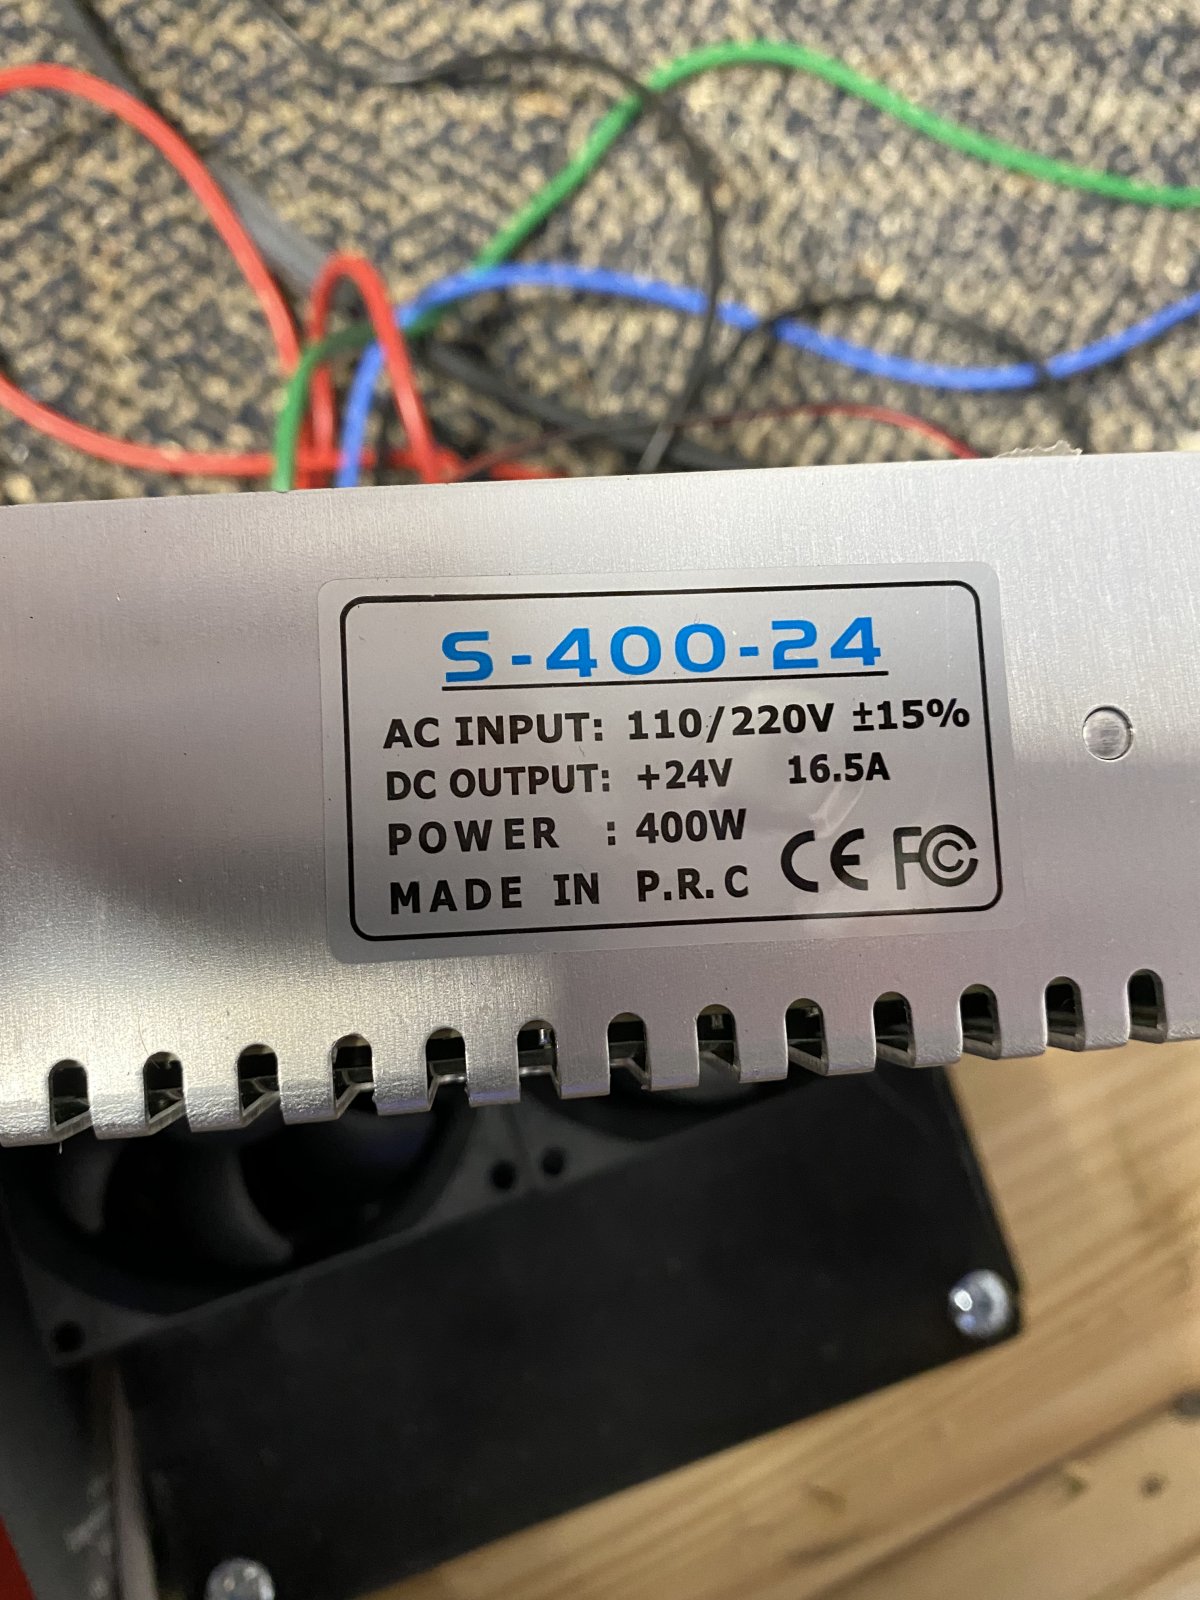 S-400-24
AC INPUT: 110/220V ±15%
DC OUTPUT: +24V 16.5A
POWER : 400W
MADE IN P.R.C CE FC